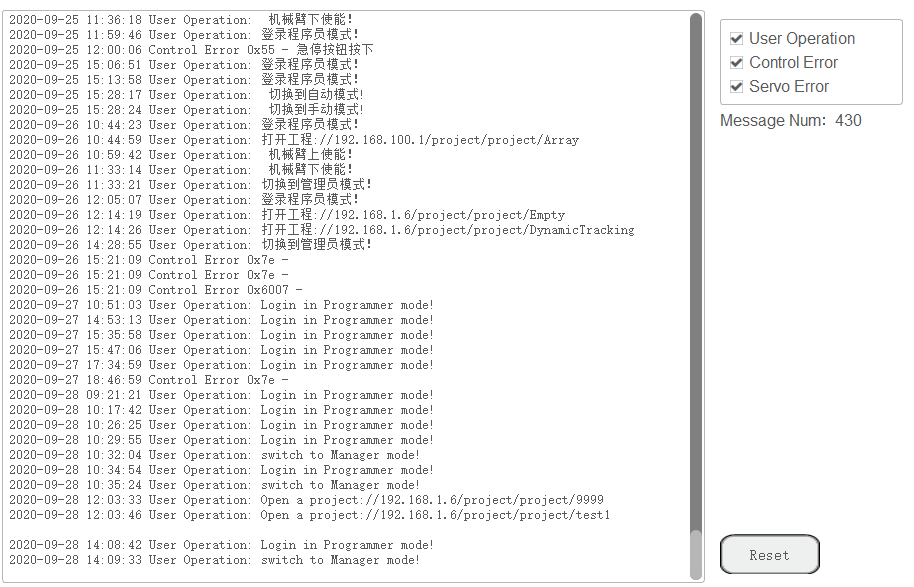 2020-09-25 11:36:18 User Operation:  机械臂下使能!
2020-09-25 11:59:46 User Operation: 登录程序员模式!
2020-09-25 12:00:06 Control Error 0x55 - 急停按钮按下
2020-09-25 15:06:51 User Operation: 登录程序员模式!
2020-09-25 15:13:58 User Operation: 登录程序员模式!
2020-09-25 15:28:17 User Operation:  切换到自动模式!
2020-09-25 15:28:24 User Operation:  切换到手动模式!
2020-09-26 10:44:23 User Operation: 登录程序员模式!
2020-09-26 10:44:59 User Operation: 打开工程://192.168.100.1/project/project/Array
2020-09-26 10:59:42 User Operation:  机械臂上使能!
2020-09-26 11:33:14 User Operation:  机械臂下使能!
2020-09-26 11:33:21 User Operation: 切换到管理员模式!
2020-09-26 12:05:07 User Operation: 登录程序员模式!
2020-09-26 12:14:19 User Operation: 打开工程://192.168.1.6/project/project/Empty
2020-09-26 12:14:26 User Operation: 打开工程://192.168.1.6/project/project/DynamicTracking
2020-09-26 14:28:55 User Operation: 切换到管理员模式!
2020-09-26 15:21:09 Control Error 0x7e -
2020-09-26 15:21:09 Control Error 0x7e -
2020-09-26 15:21:09 Control Error 0x6007 -
2020-09-27 10:51:03 User Operation: Login in Programmer mode!
2020-09-27 14:53:13 User Operation: Login in Programmer mode!
2020-09-27 15:35:58 User Operation: Login in Programmer mode!
2020-09-27 15:47:06 User Operation: Login in Programmer mode!
2020-09-27 17:34:59 User Operation: Login in Programmer mode!
2020-09-27 18:46:59 Control Error 0x7e -
2020-09-28 09:21:21 User Operation: Login in Programmer mode!
2020-09-28 10:17:42 User Operation: Login in Programmer mode!
2020-09-28 10:26:25 User Operation: Login in Programmer mode!
2020-09-28 10:29:55 User Operation: Login in Programmer mode!
2020-09-28 10:32:04 User Operation: switch to Manager mode!
2020-09-28 10:34:54 User Operation: Login in Programmer mode!
2020-09-28 10:35:24 User Operation: switch to Manager mode!
2020-09-28 12:03:33 User Operation: Open a project://192.168.1.6/project/project/9999
2020-09-28 12:03:46 User Operation: Open a project://192.168.1.6/project/project/test1
2020-09-28 14:08:42 User Operation: Login in Programmer mode!
2020-09-28 14:09:33 User Operation: switch to Manager mode!
User Operation
Control Error
Servo Error
Message Num: 430
Reset